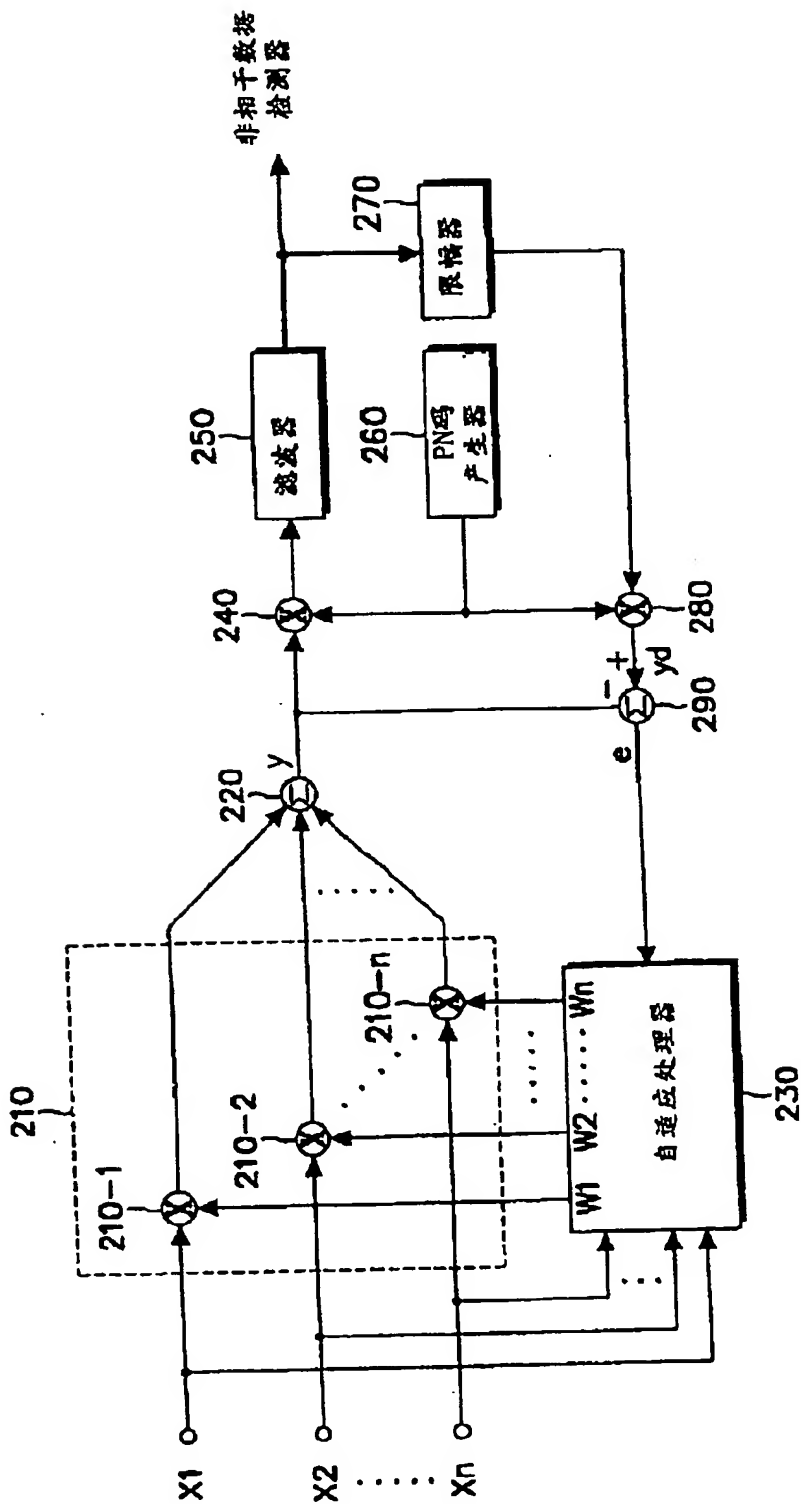 非相干数据
检测器
270
限幅器
250
滤波器
260
PN码
产生器
240
280
+
-
yd
290
e
220
y
210
210-1
210-2
210-n
.....
.....
.....
W1 W2 ..... Wn
自适应处理器
230
...
X1
X2
.....
Xn